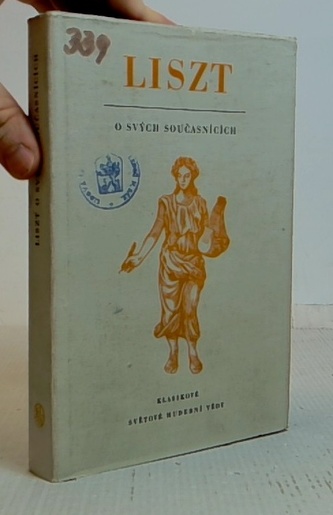 339
LISZT
O SVÝCH SOUČASNÍCÍCH
KLASIKOVÉ
SVĚTOVÉ HUDEBNÍ VĚDY
LISZT O SVÝCH SOUČASNÍCÍCH